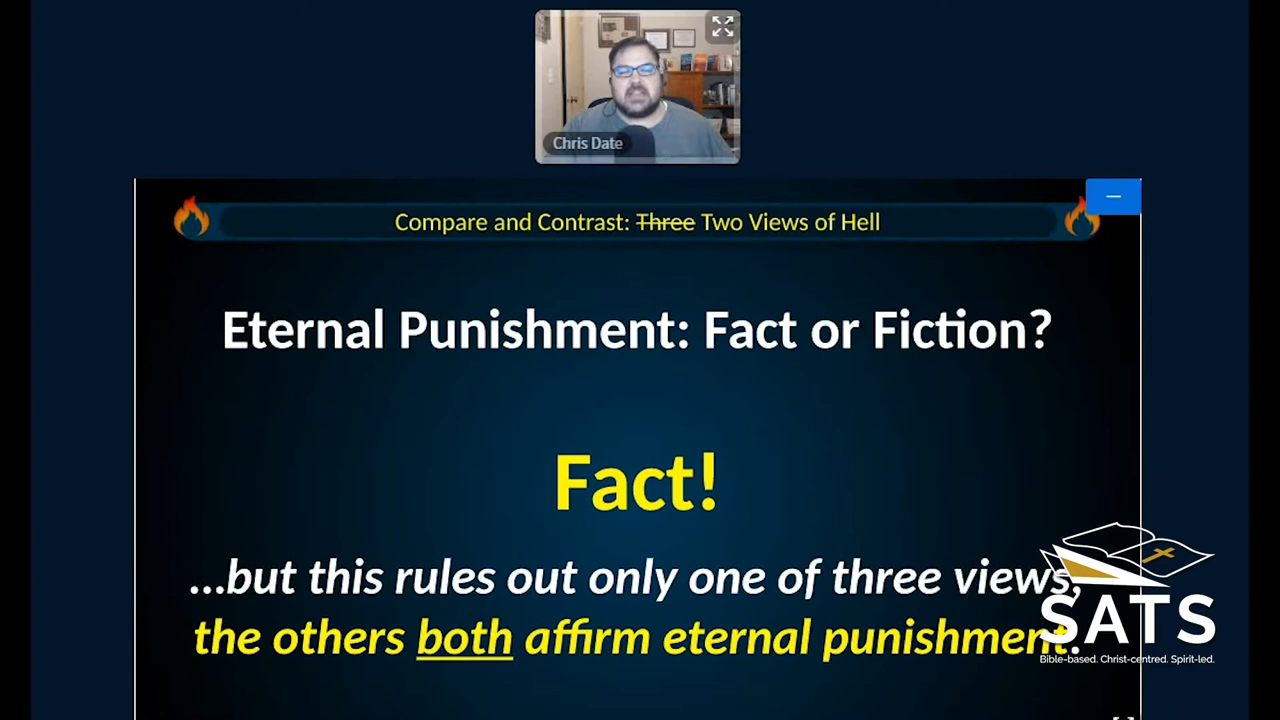 Chris Date
Compare and Contrast: Three Two Views of Hell
Eternal Punishment: Fact or Fiction?
Fact!
...but this rules out only one of three views,
the others both affirm eternal punishment.
SATS
Bible-based. Christ-centred. Spirit-led.